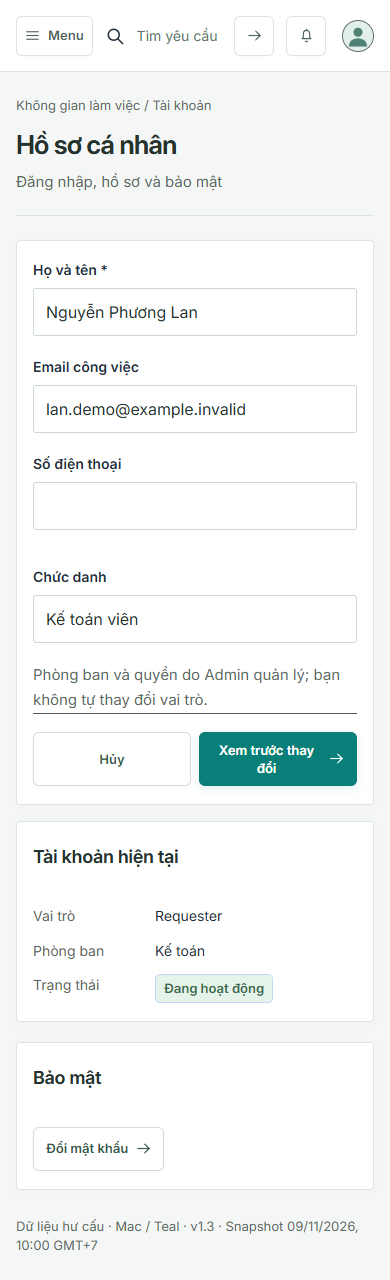 Menu
Tìm yêu cầu
Không gian làm việc / Tài khoản
Hồ sơ cá nhân
Đăng nhập, hồ sơ và bảo mật
Họ và tên *
Nguyễn Phương Lan
Email công việc
lan.demo@example.invalid
Số điện thoại
Chức danh
Kế toán viên
Phòng ban và quyền do Admin quản lý; bạn
không tự thay đổi vai trò.
Hủy
Xem trước thay
đổi
Tài khoản hiện tại
Vai trò Requester
Phòng ban Kế toán
Trạng thái Đang hoạt động
Bảo mật
Đổi mật khẩu
Dữ liệu hư cấu · Mac / Teal · v1.3 · Snapshot 09/11/2026,
10:00 GMT+7